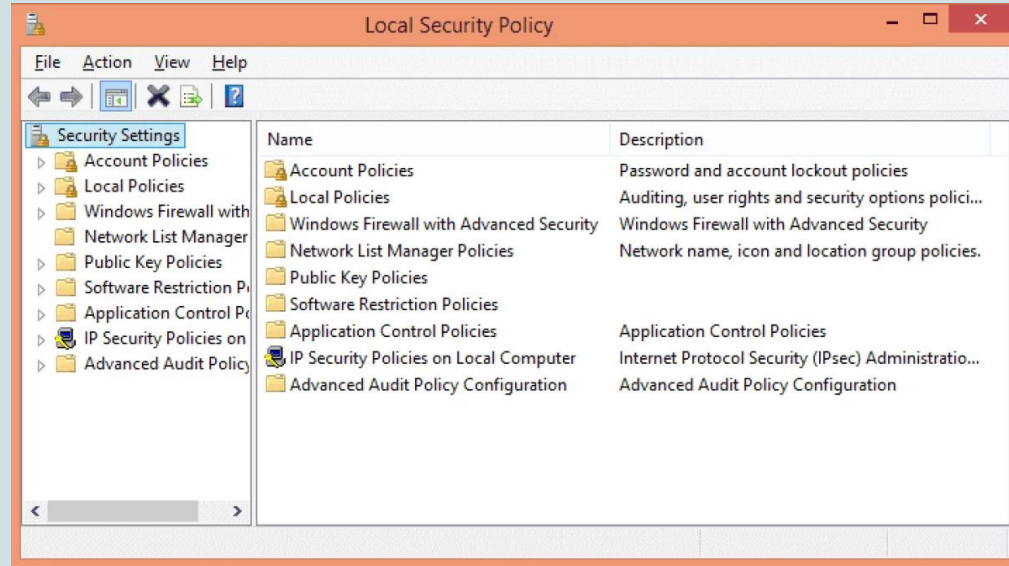 Local Security Policy
File Action View Help
Security Settings
Account Policies
Local Policies
Windows Firewall with
Network List Manager
Public Key Policies
Software Restriction P
Application Control P
IP Security Policies on
Advanced Audit Policy
Name Description
Account Policies Password and account lockout policies
Local Policies Auditing, user rights and security options polici...
Windows Firewall with Advanced Security Windows Firewall with Advanced Security
Network List Manager Policies Network name, icon and location group policies.
Public Key Policies
Software Restriction Policies
Application Control Policies Application Control Policies
IP Security Policies on Local Computer Internet Protocol Security (IPsec) Administratio...
Advanced Audit Policy Configuration Advanced Audit Policy Configuration